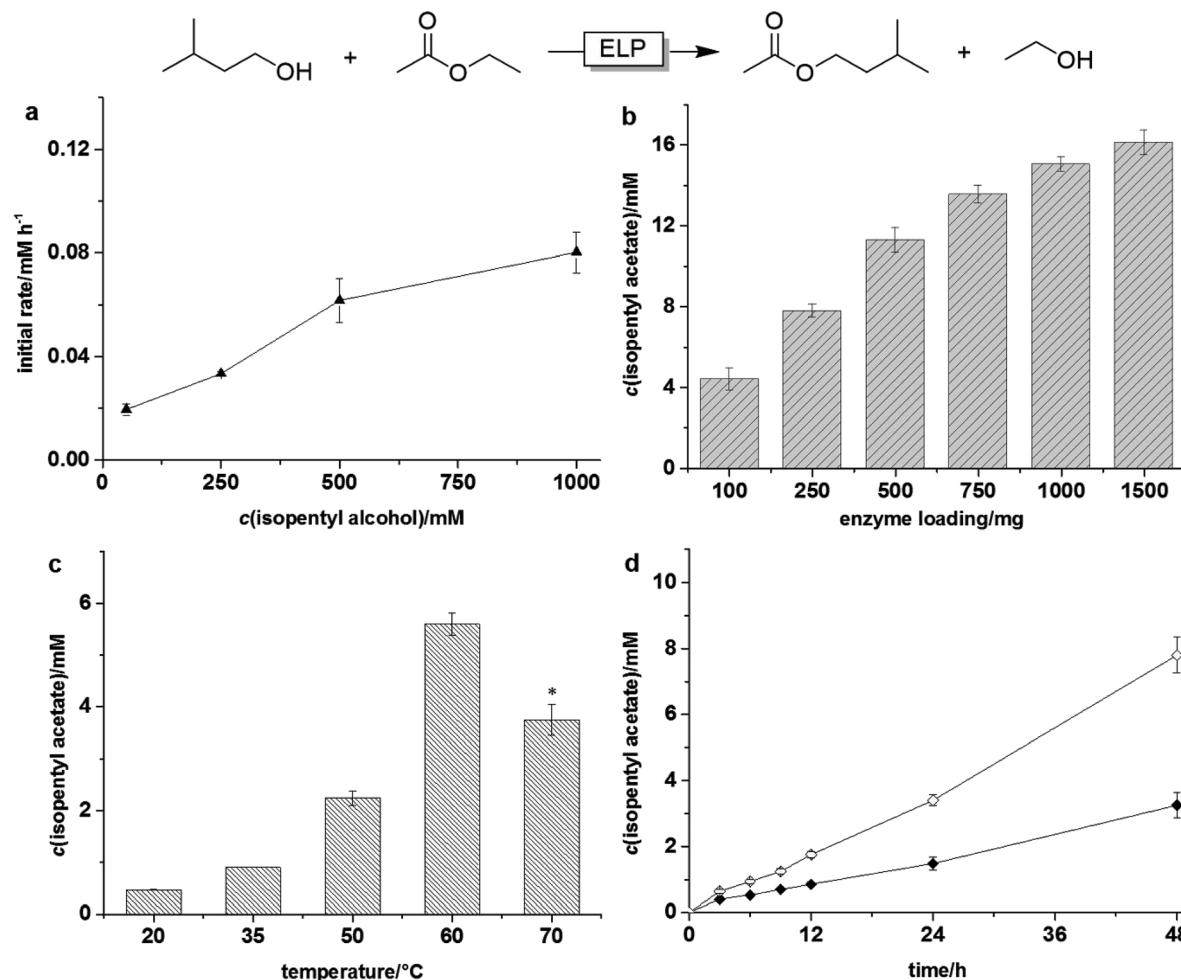 O
OH + O ELP O + OH
O
a
0.12
0.08
0.04
0.00
initial rate/mM h⁻¹
0 250 500 750 1000
c(isopentyl alcohol)/mM
b
16
12
8
4
0
c(isopentyl acetate)/mM
100 250 500 750 1000 1500
enzyme loading/mg
c
6
4
2
0
c(isopentyl acetate)/mM
*
20 35 50 60 70
temperature/°C
d
10
8
6
4
2
0
c(isopentyl acetate)/mM
0 12 24 36 48
time/h